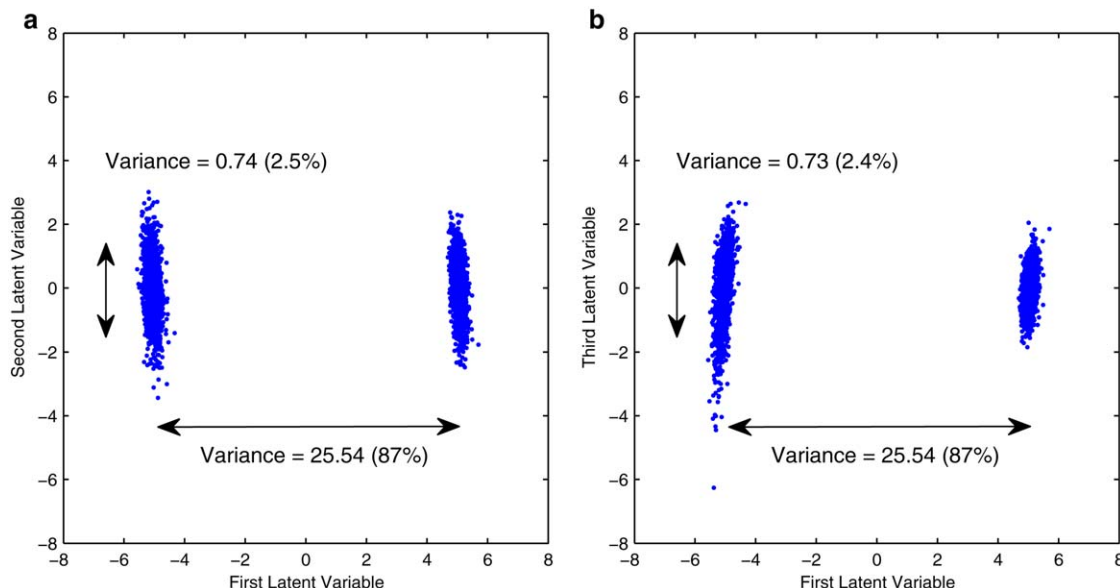 a
8
6
4
2
0
−2
−4
−6
−8
−8 −6 −4 −2 0 2 4 6 8
Second Latent Variable
First Latent Variable
Variance = 0.74 (2.5%)
Variance = 25.54 (87%)
b
8
6
4
2
0
−2
−4
−6
−8
−8 −6 −4 −2 0 2 4 6 8
Third Latent Variable
First Latent Variable
Variance = 0.73 (2.4%)
Variance = 25.54 (87%)